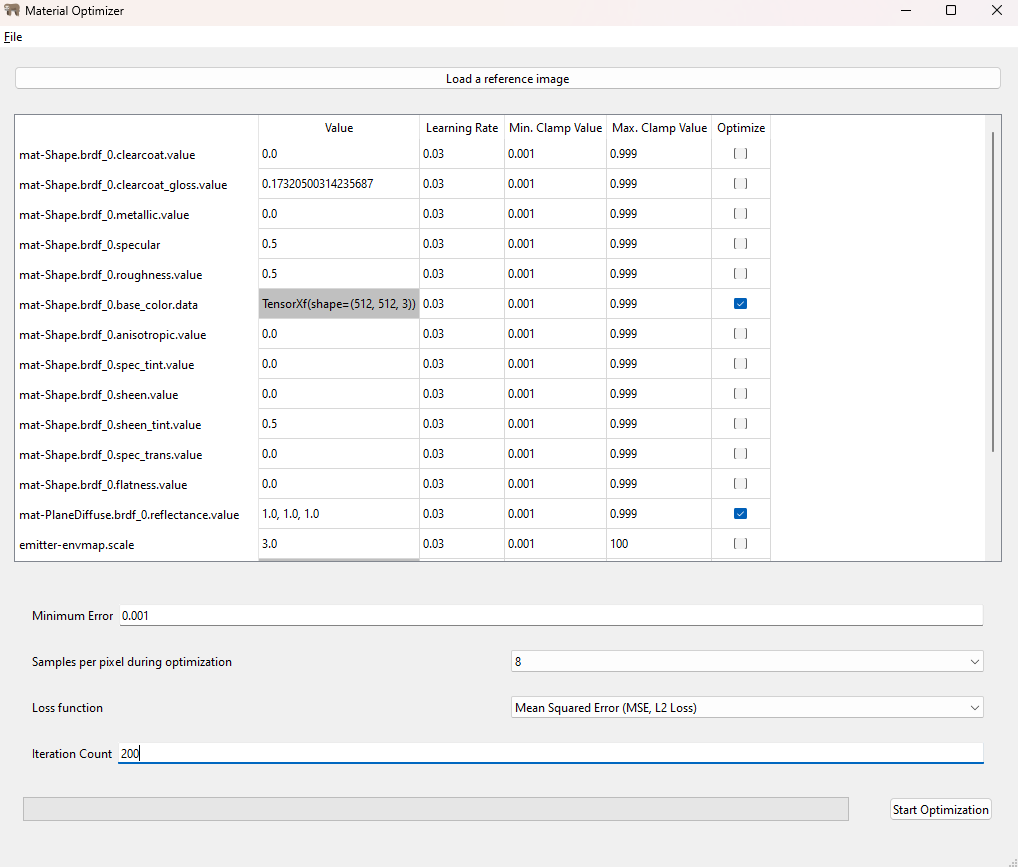 Material Optimizer
File
Load a reference image
Value Learning Rate Min. Clamp Value Max. Clamp Value Optimize
mat-Shape.brdf_0.clearcoat.value 0.0 0.03 0.001 0.999
mat-Shape.brdf_0.clearcoat_gloss.value 0.17320500314235687 0.03 0.001 0.999
mat-Shape.brdf_0.metallic.value 0.0 0.03 0.001 0.999
mat-Shape.brdf_0.specular 0.5 0.03 0.001 0.999
mat-Shape.brdf_0.roughness.value 0.5 0.03 0.001 0.999
mat-Shape.brdf_0.base_color.data TensorXf(shape=(512, 512, 3)) 0.03 0.001 0.999
mat-Shape.brdf_0.anisotropic.value 0.0 0.03 0.001 0.999
mat-Shape.brdf_0.spec_tint.value 0.0 0.03 0.001 0.999
mat-Shape.brdf_0.sheen.value 0.0 0.03 0.001 0.999
mat-Shape.brdf_0.sheen_tint.value 0.5 0.03 0.001 0.999
mat-Shape.brdf_0.spec_trans.value 0.0 0.03 0.001 0.999
mat-Shape.brdf_0.flatness.value 0.0 0.03 0.001 0.999
mat-PlaneDiffuse.brdf_0.reflectance.value 1.0, 1.0, 1.0 0.03 0.001 0.999
emitter-envmap.scale 3.0 0.03 0.001 100
Minimum Error 0.001
Samples per pixel during optimization 8
Loss function Mean Squared Error (MSE, L2 Loss)
Iteration Count 200
Start Optimization